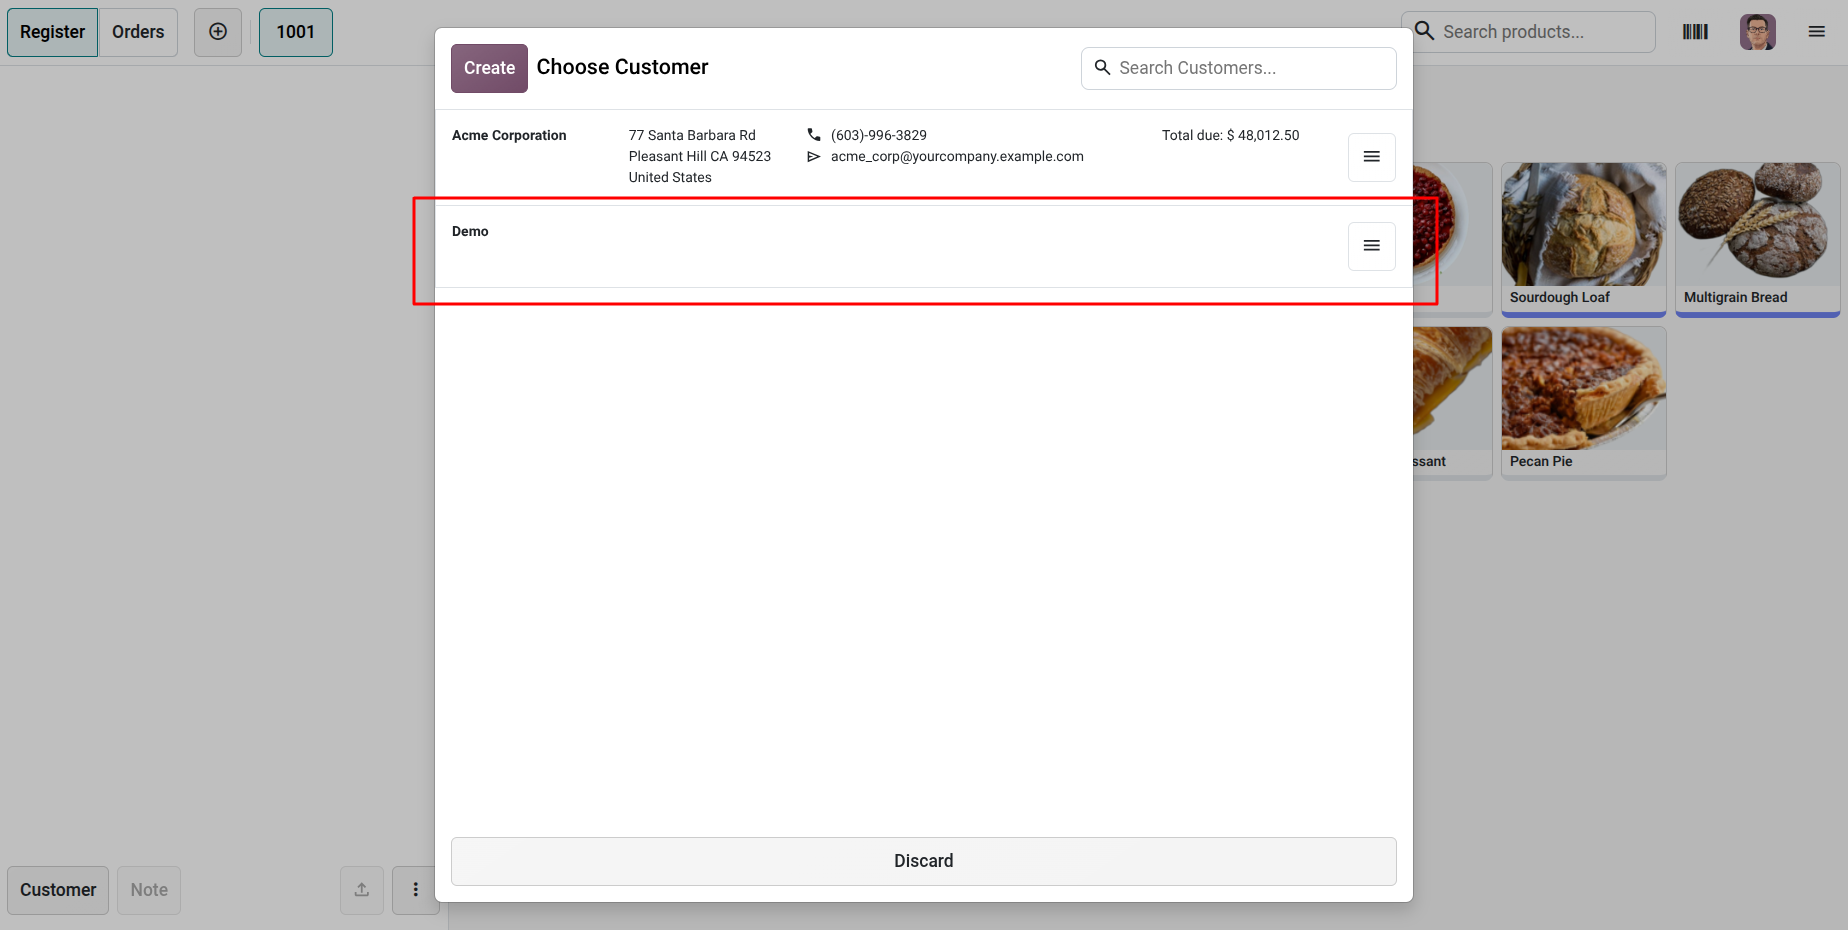 Register
Orders
1001
Search products...
Create
Choose Customer
Search Customers...
Acme Corporation
77 Santa Barbara Rd
Pleasant Hill CA 94523
United States
(603)-996-3829
acme_corp@yourcompany.example.com
Total due: $ 48,012.50
Demo
Sourdough Loaf
Multigrain Bread
ssant
Pecan Pie
Discard
Customer
Note